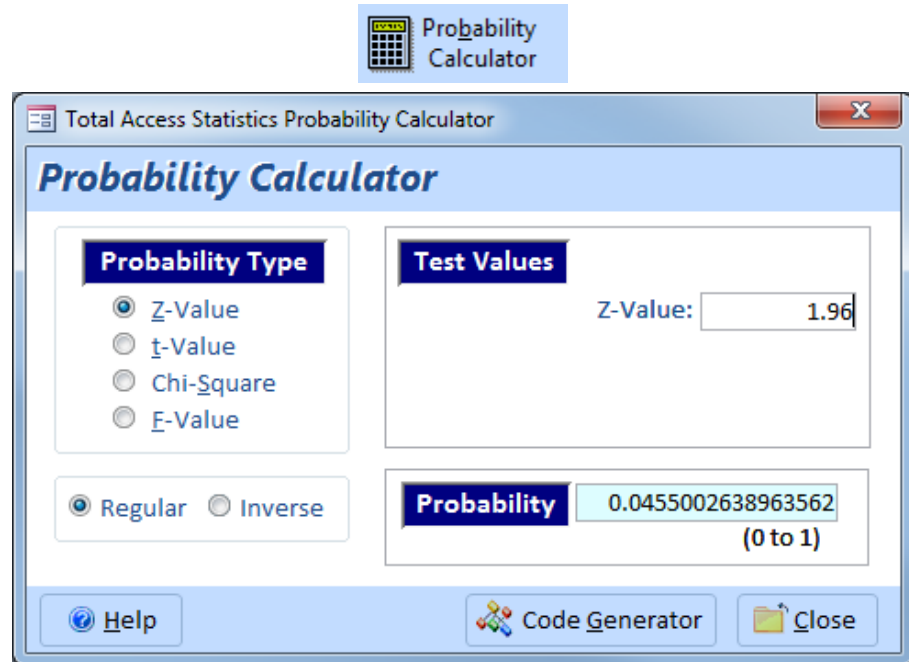 Probability
Calculator
Total Access Statistics Probability Calculator
Probability Calculator
Probability Type
Z-Value
t-Value
Chi-Square
F-Value
Regular Inverse
Test Values
Z-Value: 1.96
Probability 0.0455002638963562
(0 to 1)
Help
Code Generator
Close